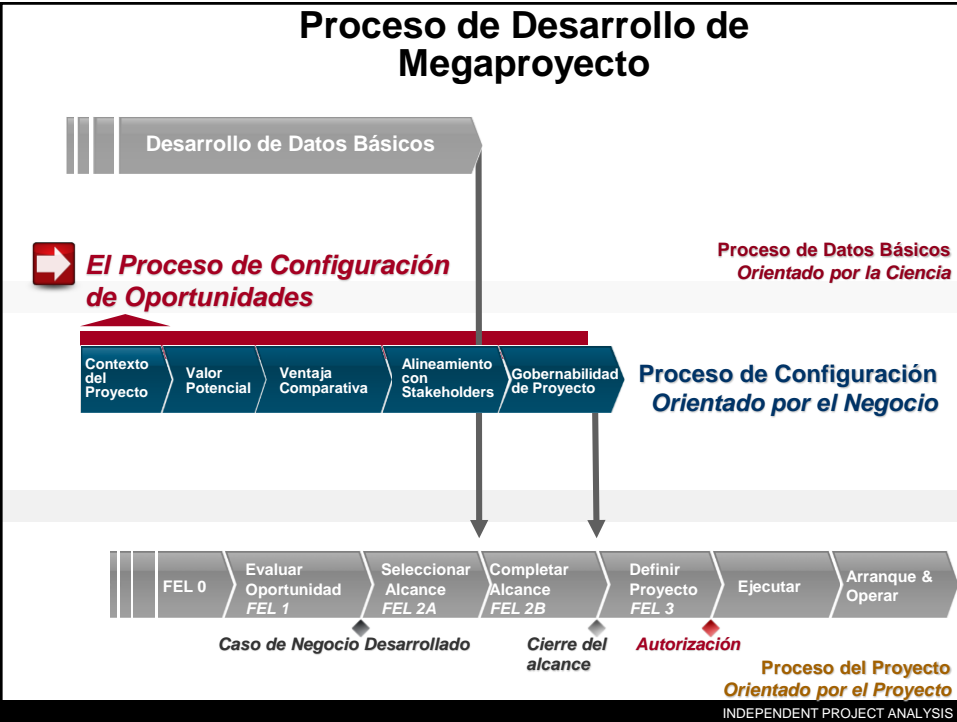 Proceso de Desarrollo de
Megaproyecto
Desarrollo de Datos Básicos
El Proceso de Configuración
de Oportunidades
Proceso de Datos Básicos
Orientado por la Ciencia
Contexto
del
Proyecto
Valor
Potencial
Ventaja
Comparativa
Alineamiento
con
Stakeholders
Gobernabilidad
de Proyecto
Proceso de Configuración
Orientado por el Negocio
FEL 0
Evaluar
Oportunidad
FEL 1
Seleccionar
Alcance
FEL 2A
Completar
Alcance
FEL 2B
Definir
Proyecto
FEL 3
Ejecutar
Arranque &
Operar
Caso de Negocio Desarrollado
Cierre del
alcance
Autorización
Proceso del Proyecto
Orientado por el Proyecto
INDEPENDENT PROJECT ANALYSIS